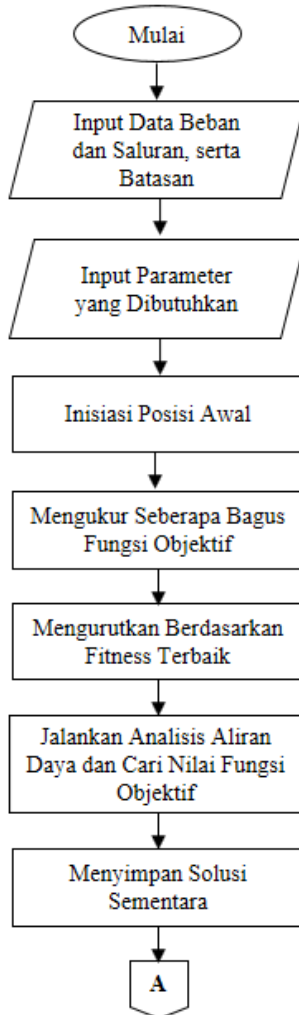 Mulai
Input Data Beban
dan Saluran, serta
Batasan
Input Parameter
yang Dibutuhkan
Inisiasi Posisi Awal
Mengukur Seberapa Bagus
Fungsi Objektif
Mengurutkan Berdasarkan
Fitness Terbaik
Jalankan Analisis Aliran
Daya dan Cari Nilai Fungsi
Objektif
Menyimpan Solusi
Sementara
A